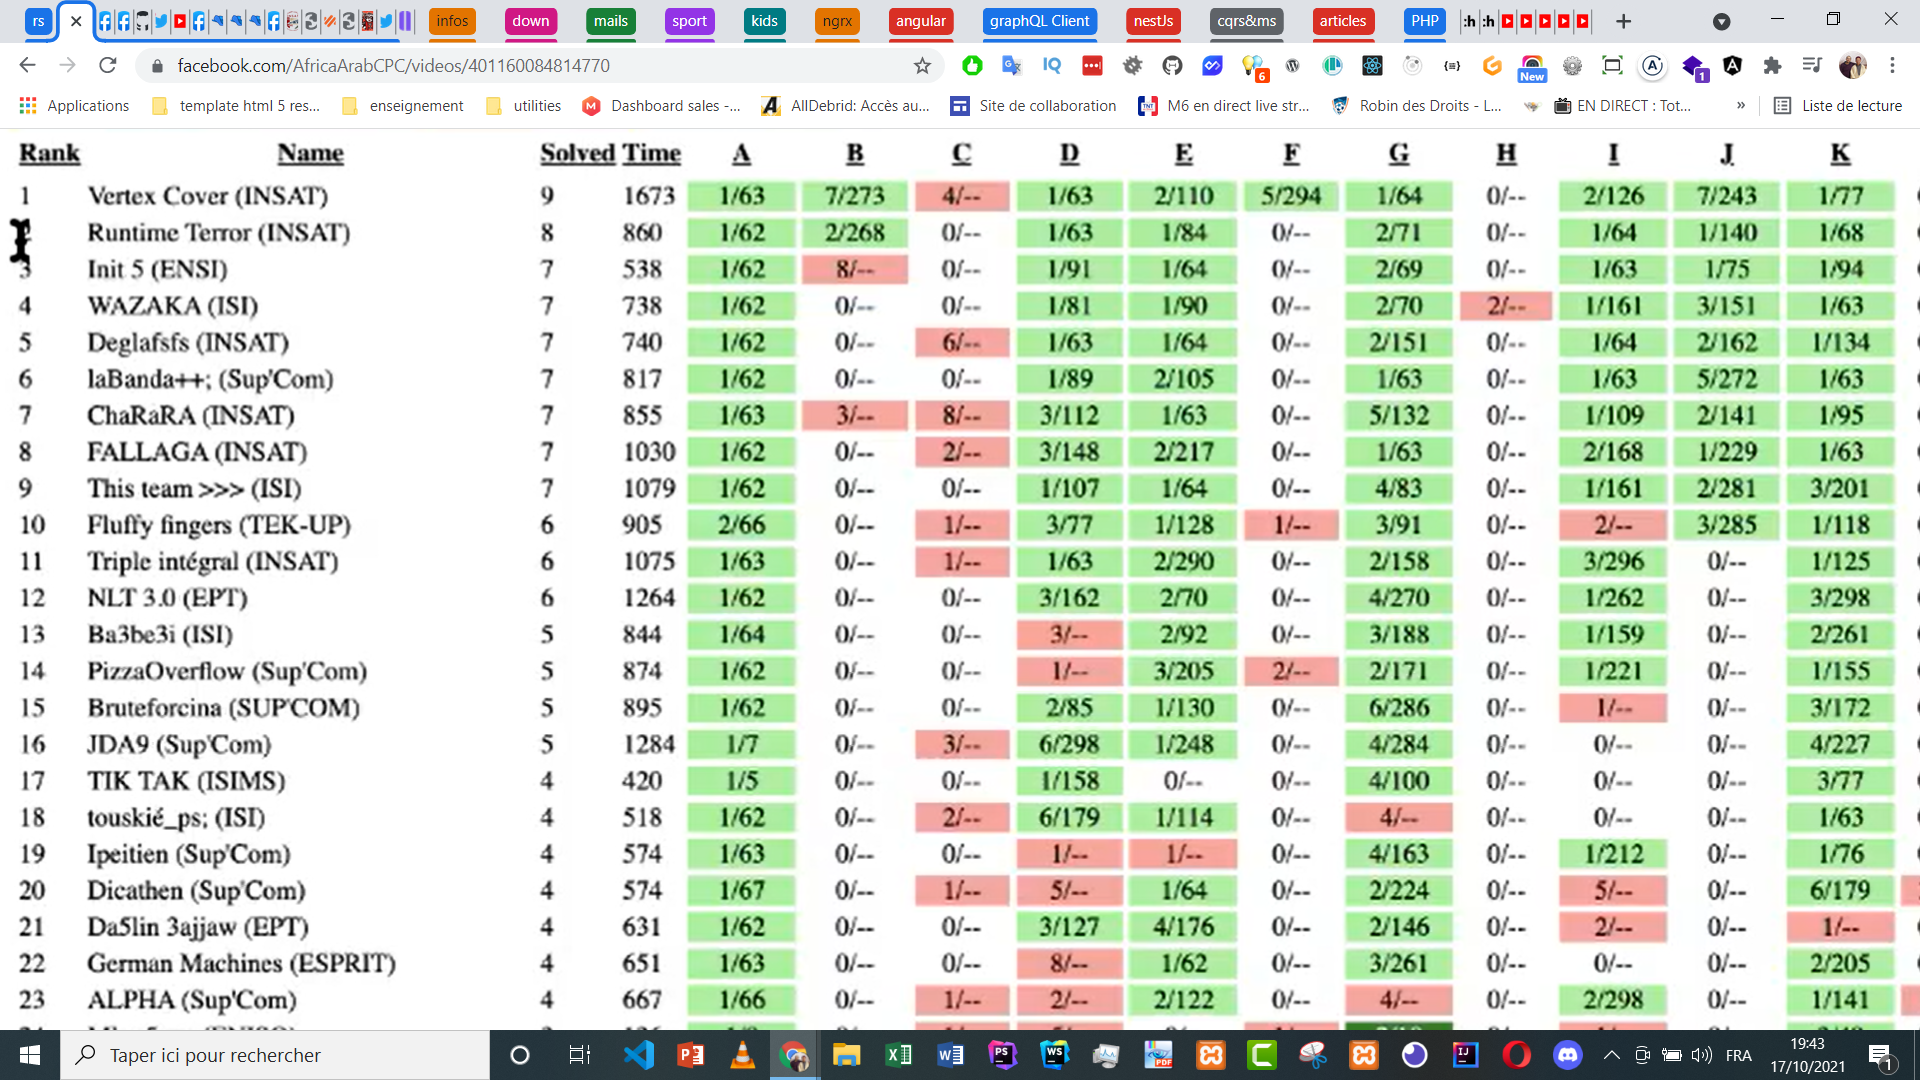 rs infos down mails sport kids ngrx angular graphQL Client nestJs cqrs&ms articles PHP :h :h
facebook.com/AfricaArabCPC/videos/401160084814770 6 New 1
Applications template html 5 res... enseignement utilities Dashboard sales -... AllDebrid: Accès au... Site de collaboration M6 en direct live str... Robin des Droits - L... EN DIRECT : Tot... » Liste de lecture
Rank Name Solved Time A B C D E F G H I J K
1 Vertex Cover (INSAT) 9 1673 1/63 7/273 4/-- 1/63 2/110 5/294 1/64 0/-- 2/126 7/243 1/77
Runtime Terror (INSAT) 8 860 1/62 2/268 0/-- 1/63 1/84 0/-- 2/71 0/-- 1/64 1/140 1/68
3 Init 5 (ENSI) 7 538 1/62 8/-- 0/-- 1/91 1/64 0/-- 2/69 0/-- 1/63 1/75 1/94
4 WAZAKA (ISI) 7 738 1/62 0/-- 0/-- 1/81 1/90 0/-- 2/70 2/-- 1/161 3/151 1/63
5 Deglafsfs (INSAT) 7 740 1/62 0/-- 6/-- 1/63 1/64 0/-- 2/151 0/-- 1/64 2/162 1/134
6 laBanda++; (Sup'Com) 7 817 1/62 0/-- 0/-- 1/89 2/105 0/-- 1/63 0/-- 1/63 5/272 1/63
7 ChaRaRA (INSAT) 7 855 1/63 3/-- 8/-- 3/112 1/63 0/-- 5/132 0/-- 1/109 2/141 1/95
8 FALLAGA (INSAT) 7 1030 1/62 0/-- 2/-- 3/148 2/217 0/-- 1/63 0/-- 2/168 1/229 1/63
9 This team >>> (ISI) 7 1079 1/62 0/-- 0/-- 1/107 1/64 0/-- 4/83 0/-- 1/161 2/281 3/201
10 Fluffy fingers (TEK-UP) 6 905 2/66 0/-- 1/-- 3/77 1/128 1/-- 3/91 0/-- 2/-- 3/285 1/118
11 Triple intégral (INSAT) 6 1075 1/63 0/-- 1/-- 1/63 2/290 0/-- 2/158 0/-- 3/296 0/-- 1/125
12 NLT 3.0 (EPT) 6 1264 1/62 0/-- 0/-- 3/162 2/70 0/-- 4/270 0/-- 1/262 0/-- 3/298
13 Ba3be3i (ISI) 5 844 1/64 0/-- 0/-- 3/-- 2/92 0/-- 3/188 0/-- 1/159 0/-- 2/261
14 PizzaOverflow (Sup'Com) 5 874 1/62 0/-- 0/-- 1/-- 3/205 2/-- 2/171 0/-- 1/221 0/-- 1/155
15 Bruteforcina (SUP'COM) 5 895 1/62 0/-- 0/-- 2/85 1/130 0/-- 6/286 0/-- 1/-- 0/-- 3/172
16 JDA9 (Sup'Com) 5 1284 1/7 0/-- 3/-- 6/298 1/248 0/-- 4/284 0/-- 0/-- 0/-- 4/227
17 TIK TAK (ISIMS) 4 420 1/5 0/-- 0/-- 1/158 0/-- 0/-- 4/100 0/-- 0/-- 0/-- 3/77
18 touskié_ps; (ISI) 4 518 1/62 0/-- 2/-- 6/179 1/114 0/-- 4/-- 0/-- 0/-- 0/-- 1/63
19 Ipeitien (Sup'Com) 4 574 1/63 0/-- 0/-- 1/-- 1/-- 0/-- 4/163 0/-- 1/212 0/-- 1/76
20 Dicathen (Sup'Com) 4 574 1/67 0/-- 1/-- 5/-- 1/64 0/-- 2/224 0/-- 5/-- 0/-- 6/179
21 Da5lin 3ajjaw (EPT) 4 631 1/62 0/-- 0/-- 3/127 4/176 0/-- 2/146 0/-- 2/-- 0/-- 1/--
22 German Machines (ESPRIT) 4 651 1/63 0/-- 0/-- 8/-- 1/62 0/-- 3/261 0/-- 0/-- 0/-- 2/205
23 ALPHA (Sup'Com) 4 667 1/66 0/-- 1/-- 2/-- 2/122 0/-- 4/-- 0/-- 2/298 0/-- 1/141
Taper ici pour rechercher FRA 19:43
17/10/2021 1